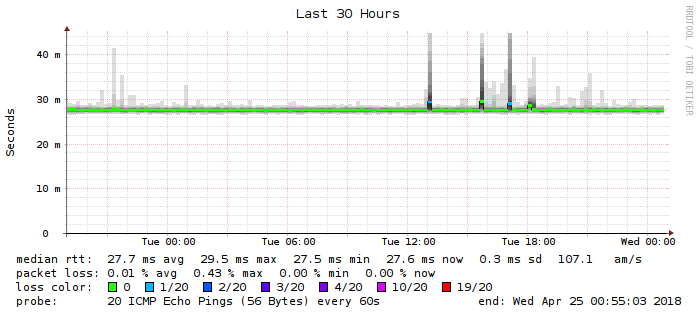 Last 30 Hours
RRDTOOL / TOBI OETIKER
Seconds
40 m
30 m
20 m
10 m
0
Tue 00:00 Tue 06:00 Tue 12:00 Tue 18:00 Wed 00:00
median rtt: 27.7 ms avg 29.5 ms max 27.5 ms min 27.6 ms now 0.3 ms sd 107.1 am/s
packet loss: 0.01 % avg 0.43 % max 0.00 % min 0.00 % now
loss color: 0 1/20 2/20 3/20 4/20 10/20 19/20
probe: 20 ICMP Echo Pings (56 Bytes) every 60s end: Wed Apr 25 00:55:03 2018